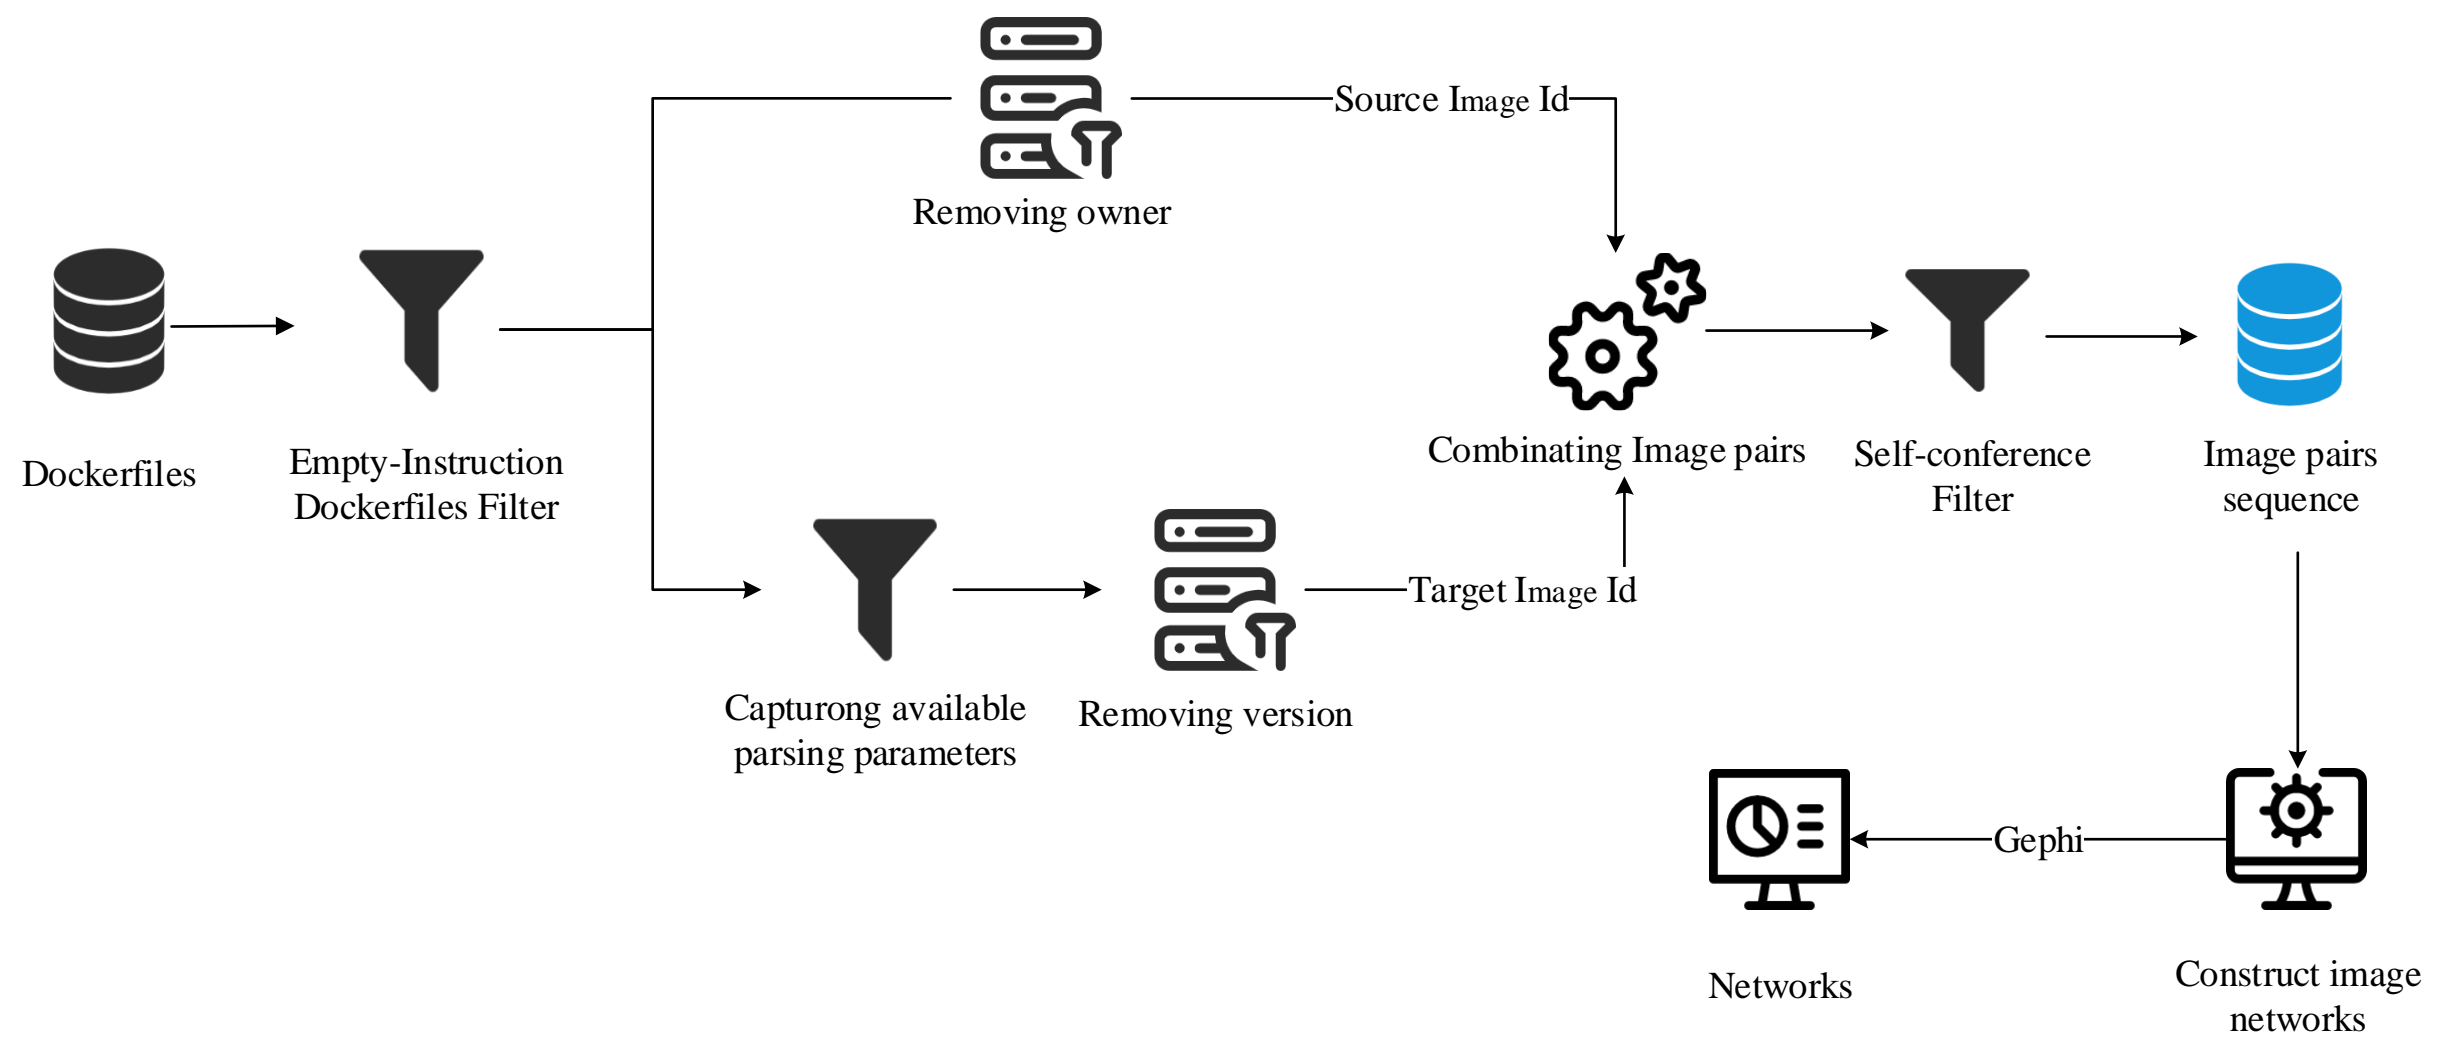 Source Image Id
Removing owner
Dockerfiles
Empty-Instruction
Dockerfiles Filter
Combinating Image pairs
Self-conference
Filter
Image pairs
sequence
Target Image Id
Capturong available
parsing parameters
Removing version
Gephi
Networks
Construct image
networks